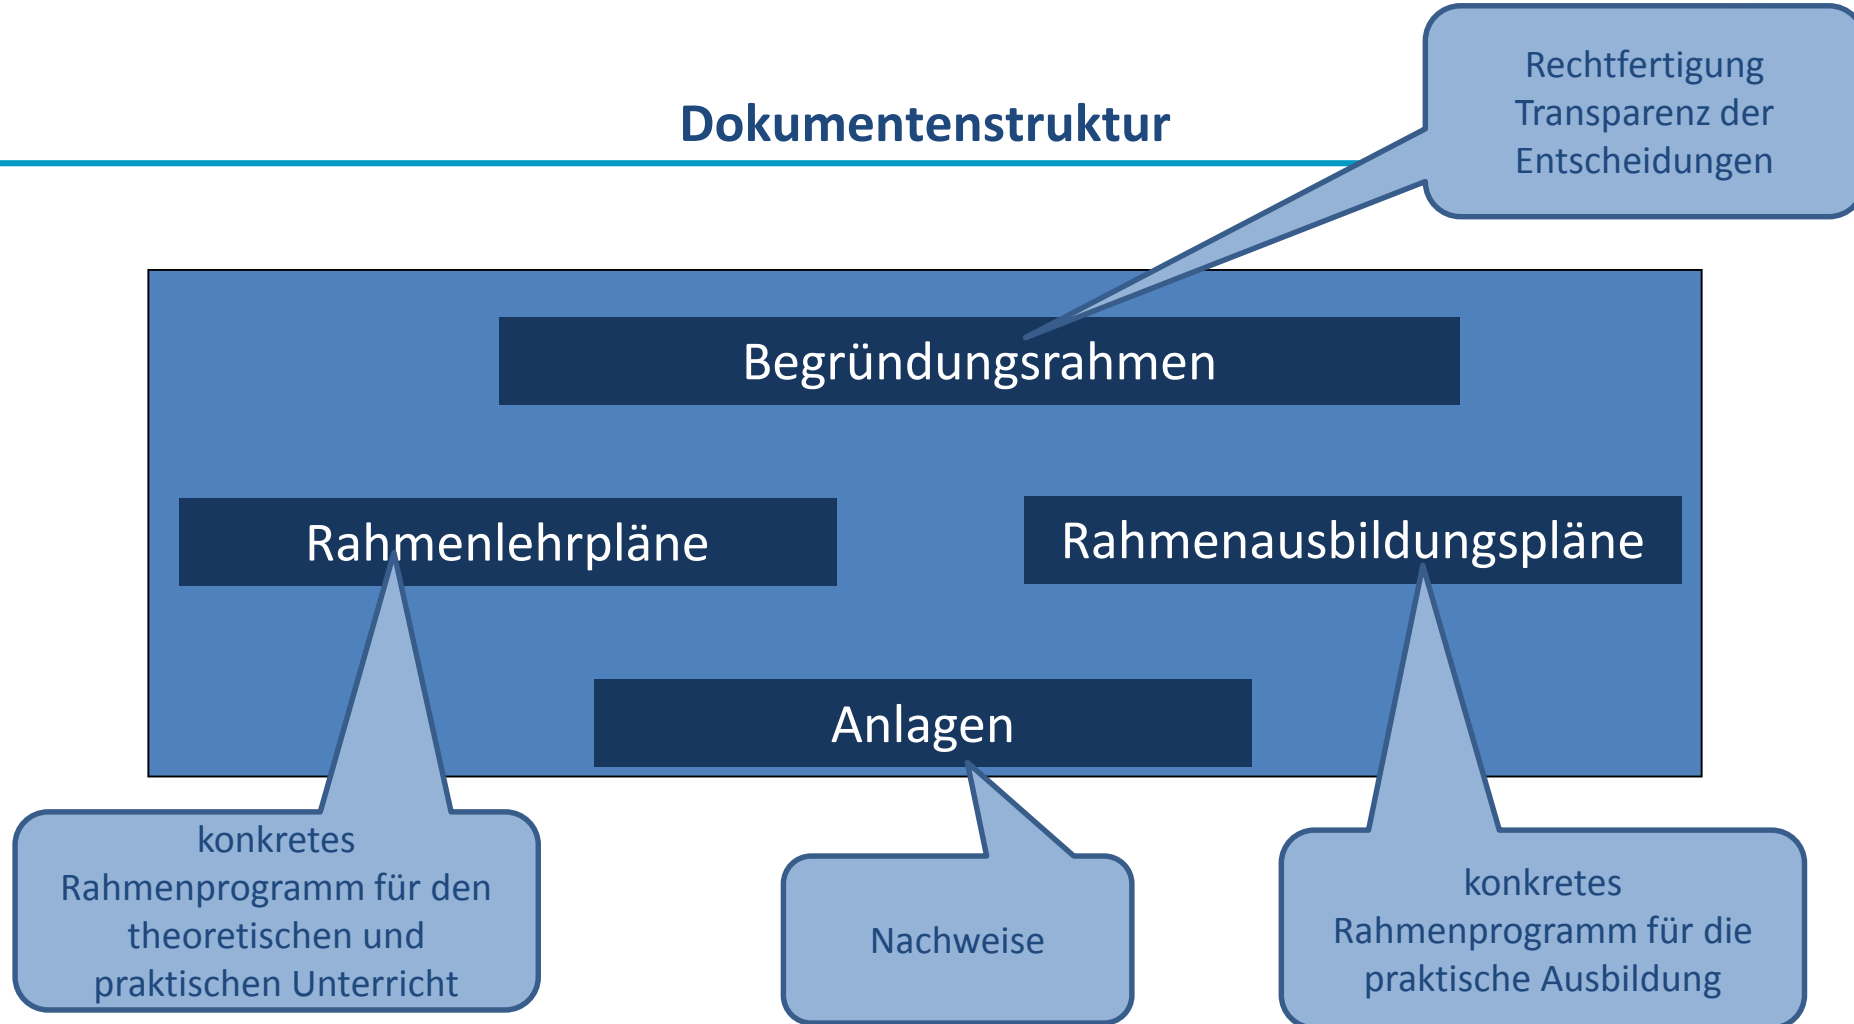 Dokumentenstruktur
Rechtfertigung
Transparenz der
Entscheidungen
Begründungsrahmen
Rahmenlehrpläne
Rahmenausbildungspläne
Anlagen
konkretes
Rahmenprogramm für den
theoretischen und
praktischen Unterricht
Nachweise
konkretes
Rahmenprogramm für die
praktische Ausbildung